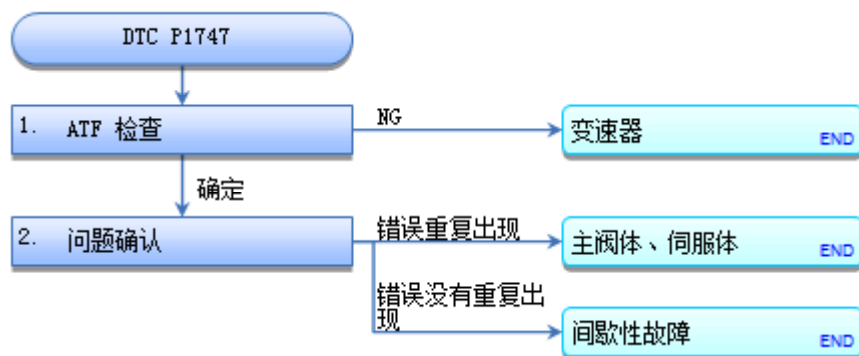 DTC P1747
1. ATF 检查
NG
变速器
END
确定
2. 问题确认
错误重复出现
主阀体、伺服体
END
错误没有重复出
现
间歇性故障
END